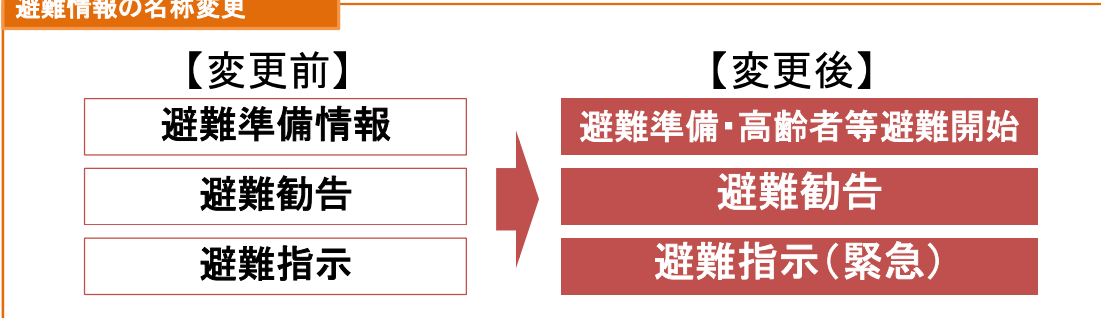 避難情報の名称変更
【変更前】
【変更後】
避難準備情報
避難準備・高齢者等避難開始
避難勧告
避難勧告
避難指示
避難指示(緊急)